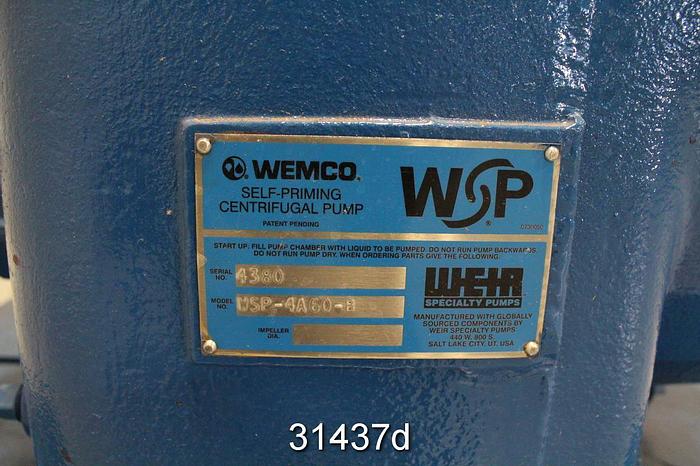 WEMCO®
SELF-PRIMING
CENTRIFUGAL PUMP
PATENT PENDING
WSP®
START UP: FILL PUMP CHAMBER WITH LIQUID TO BE PUMPED. DO NOT RUN PUMP BACKWARDS.
DO NOT RUN PUMP DRY. WHEN ORDERING PARTS GIVE THE FOLLOWING.
SERIAL NO. 4380
MODEL NO. WSP-4A60-
IMPELLER DIA.
WEIR
SPECIALTY PUMPS
MANUFACTURED WITH GLOBALLY
SOURCED COMPONENTS BY
WEIR SPECIALTY PUMPS
440 W. 800 S.
SALT LAKE CITY, UT. USA
31437d